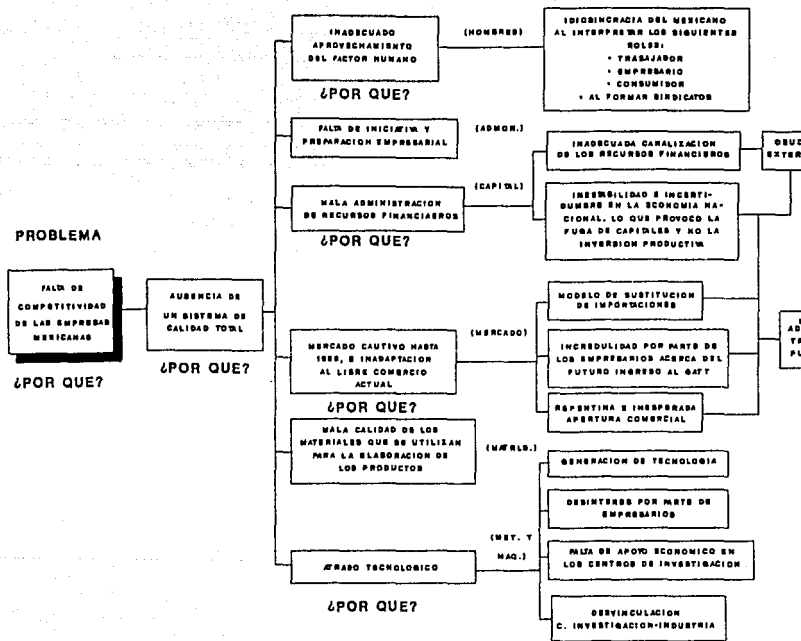 PROBLEMA
FALTA DE
COMPETITIVIDAD
DE LAS EMPRESAS
MEXICANAS
¿POR QUE?
AUSENCIA DE
UN SISTEMA DE
CALIDAD TOTAL
¿POR QUE?
INADECUADO
APROVECHAMIENTO
DEL FACTOR HUMANO
¿POR QUE?
(HOMBRES)
IDIOSINCRACIA DEL MEXICANO
AL INTERPRETAR LOS SIGUIENTES
ROLES:
• TRABAJADOR
• EMPRESARIO
• CONSUMIDOR
• AL FORMAR SINDICATOS
FALTA DE INICIATIVA Y
PREPARACION EMPRESARIAL
(ADMON.)
MALA ADMINISTRACION
DE RECURSOS FINANCIAEROS
¿POR QUE?
(CAPITAL)
INADECUADA CANALIZACION
DE LOS RECURSOS FINANCIEROS
INESTABILIDAD E INCERTI-
DUMBRE EN LA ECONOMIA NA-
CIONAL, LO QUE PROVOCO LA
FUGA DE CAPITALES Y NO LA
INVERSION PRODUCTIVA
MERCADO CAUTIVO HASTA
E INADAPTACION
AL LIBRE COMERCIO
ACTUAL
¿POR QUE?
(MERCADO)
MODELO DE SUSTITUCION
DE IMPORTACIONES
INCREDULIDAD POR PARTE DE
LOS EMPRESARIOS ACERCA DEL
FUTURO INGRESO AL GATT
REPENTINA E INESPERADA
APERTURA COMERCIAL
MALA CALIDAD DE LOS
MATERIALES QUE SE UTILIZAN
PARA LA ELABORACION DE
LOS PRODUCTOS
(MATRLS.)
ATRASO TECNOLOGICO
¿POR QUE?
(MET. Y
MAQ.)
GENERACION DE TECNOLOGIA
DESINTERES POR PARTE DE
EMPRESARIOS
FALTA DE APOYO ECONOMICO EN
LOS CENTROS DE INVESTIGACION
DESVINCULACION
C. INVESTIGACION-INDUSTRIA